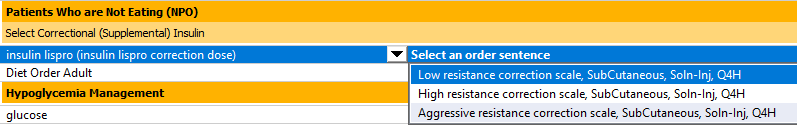 Patients Who are Not Eating (NPO)
Select Correctional (Supplemental) Insulin
insulin lispro (insulin lispro correction dose) Select an order sentence
Diet Order Adult Low resistance correction scale, SubCutaneous, Soln-Inj, Q4H
Hypoglycemia Management High resistance correction scale, SubCutaneous, Soln-Inj, Q4H
glucose Aggressive resistance correction scale, SubCutaneous, Soln-Inj, Q4H